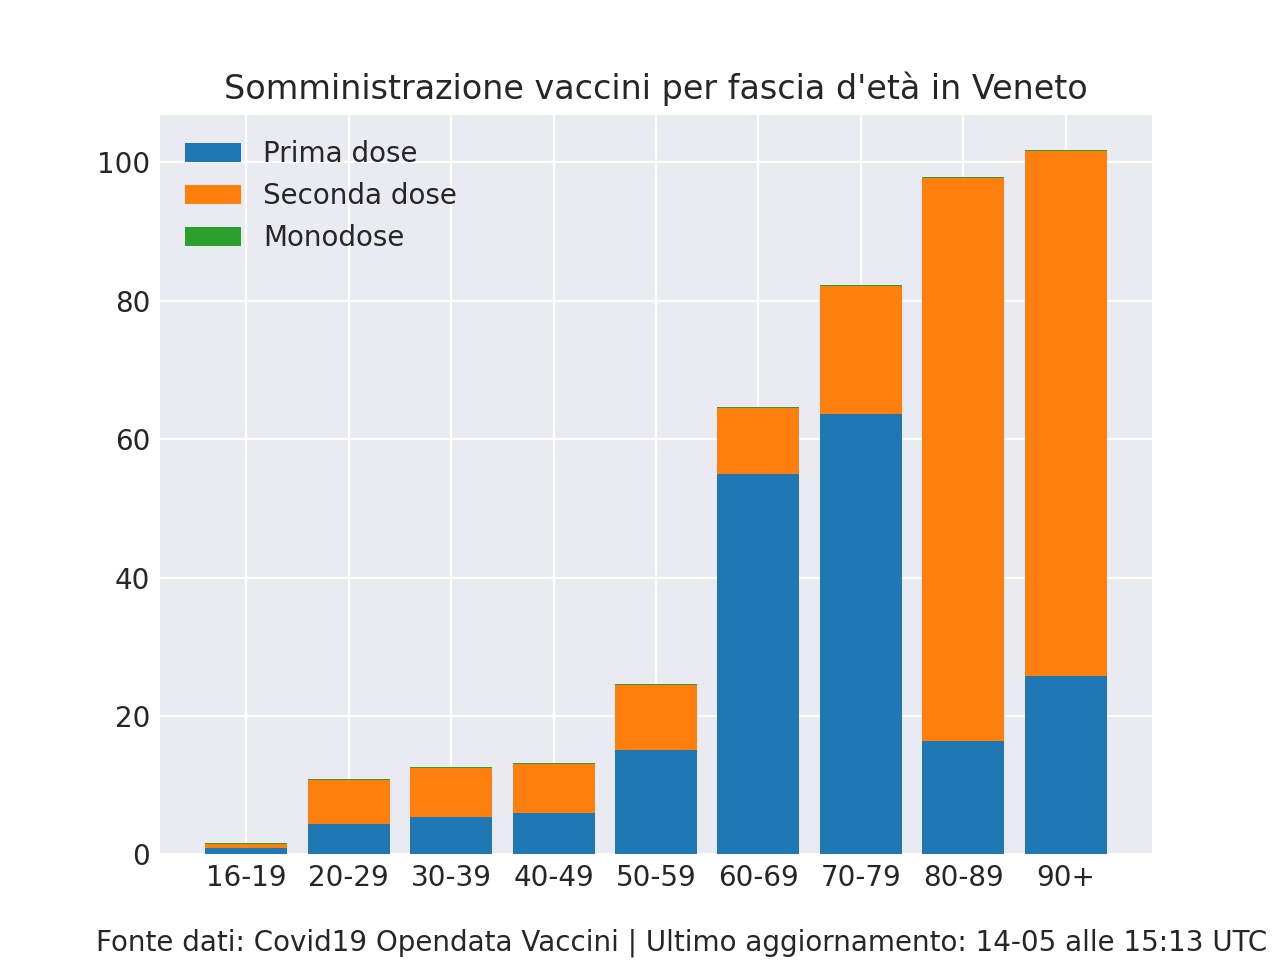 Somministrazione vaccini per fascia d'età in Veneto
Prima dose
Seconda dose
Monodose
100
80
60
40
20
0
16-19 20-29 30-39 40-49 50-59 60-69 70-79 80-89 90+
Fonte dati: Covid19 Opendata Vaccini | Ultimo aggiornamento: 14-05 alle 15:13 UTC